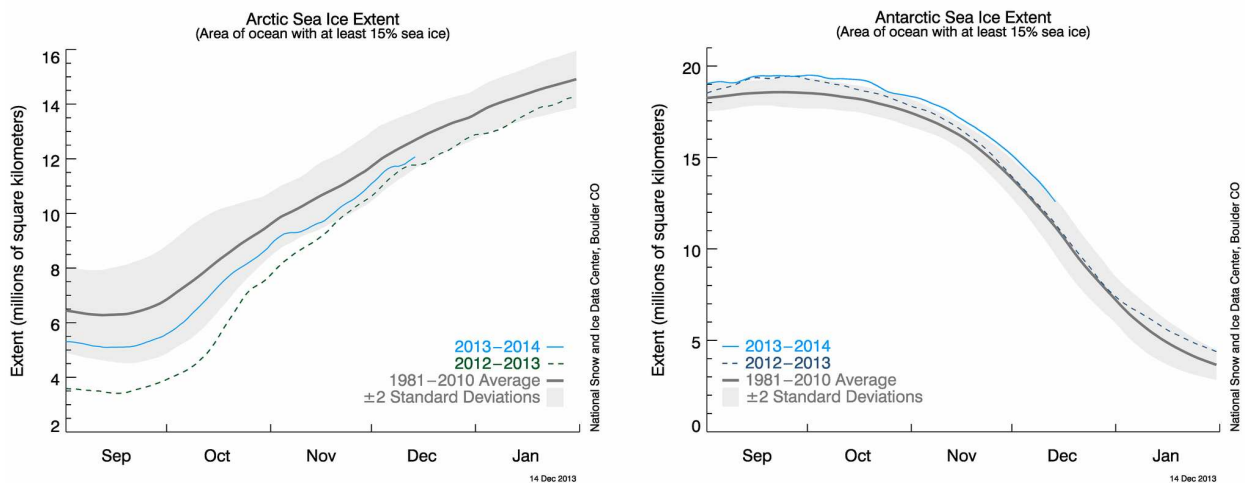 Arctic Sea Ice Extent
(Area of ocean with at least 15% sea ice)
Extent (millions of square kilometers)
16
14
12
10
8
6
4
2
Sep
Oct
Nov
Dec
Jan
2013–2014
2012–2013
1981–2010 Average
±2 Standard Deviations
National Snow and Ice Data Center, Boulder CO
14 Dec 2013
Antarctic Sea Ice Extent
(Area of ocean with at least 15% sea ice)
Extent (millions of square kilometers)
20
15
10
5
0
Sep
Oct
Nov
Dec
Jan
2013–2014
2012–2013
1981–2010 Average
±2 Standard Deviations
National Snow and Ice Data Center, Boulder CO
14 Dec 2013